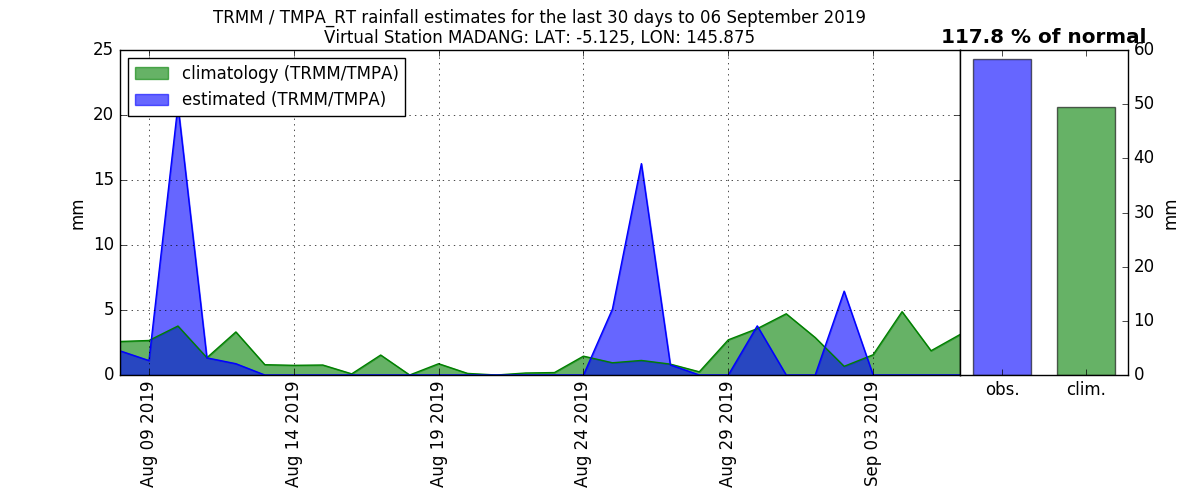 TRMM / TMPA_RT rainfall estimates for the last 30 days to 06 September 2019
Virtual Station MADANG: LAT: -5.125, LON: 145.875
117.8 % of normal
climatology (TRMM/TMPA)
estimated (TRMM/TMPA)
25
20
15
10
5
0
mm
Aug 09 2019
Aug 14 2019
Aug 19 2019
Aug 24 2019
Aug 29 2019
Sep 03 2019
60
50
40
30
20
10
0
mm
obs.
clim.